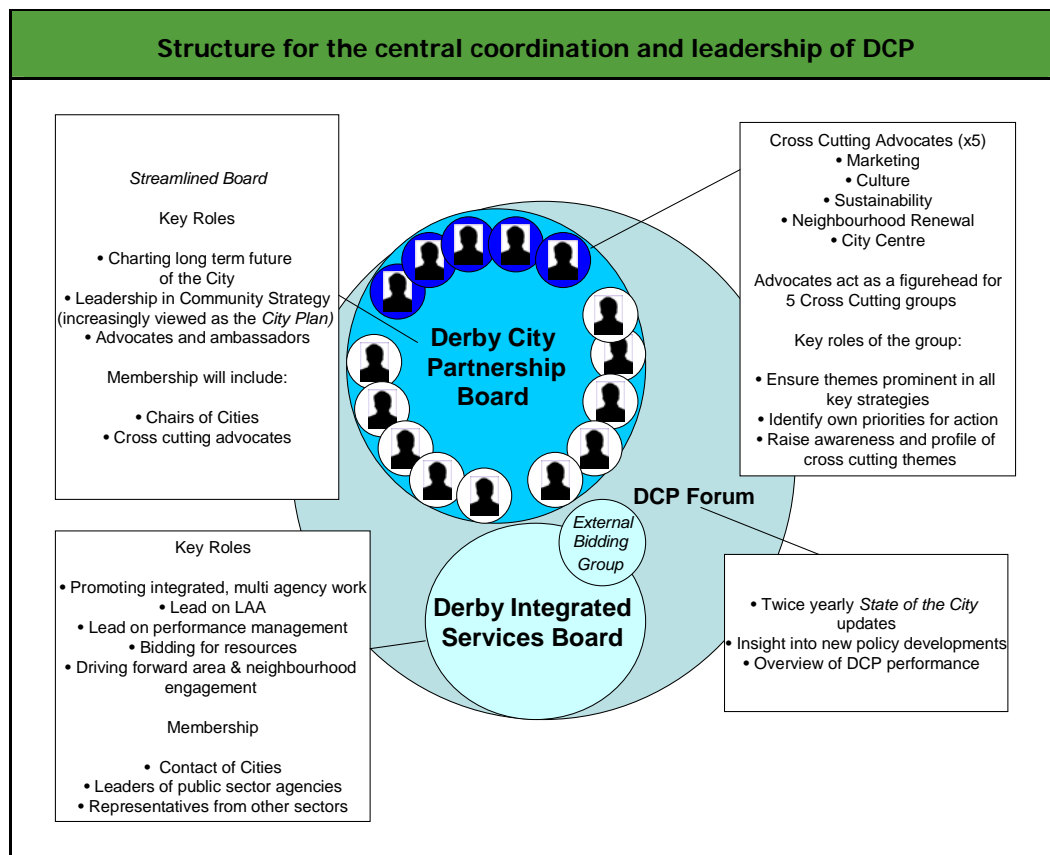 Structure for the central coordination and leadership of DCP
Streamlined Board
Key Roles
• Charting long term future
of the City
• Leadership in Community Strategy
(increasingly viewed as the City Plan)
• Advocates and ambassadors
Membership will include:
• Chairs of Cities
• Cross cutting advocates
Cross Cutting Advocates (x5)
• Marketing
• Culture
• Sustainability
• Neighbourhood Renewal
• City Centre
Advocates act as a figurehead for
5 Cross Cutting groups
Key roles of the group:
• Ensure themes prominent in all
key strategies
• Identify own priorities for action
• Raise awareness and profile of
cross cutting themes
Derby City
Partnership
Board
DCP Forum
External
Bidding
Group
Derby Integrated
Services Board
Key Roles
• Promoting integrated, multi agency work
• Lead on LAA
• Lead on performance management
• Bidding for resources
• Driving forward area & neighbourhood
engagement
Membership
• Contact of Cities
• Leaders of public sector agencies
• Representatives from other sectors
• Twice yearly State of the City
updates
• Insight into new policy developments
• Overview of DCP performance